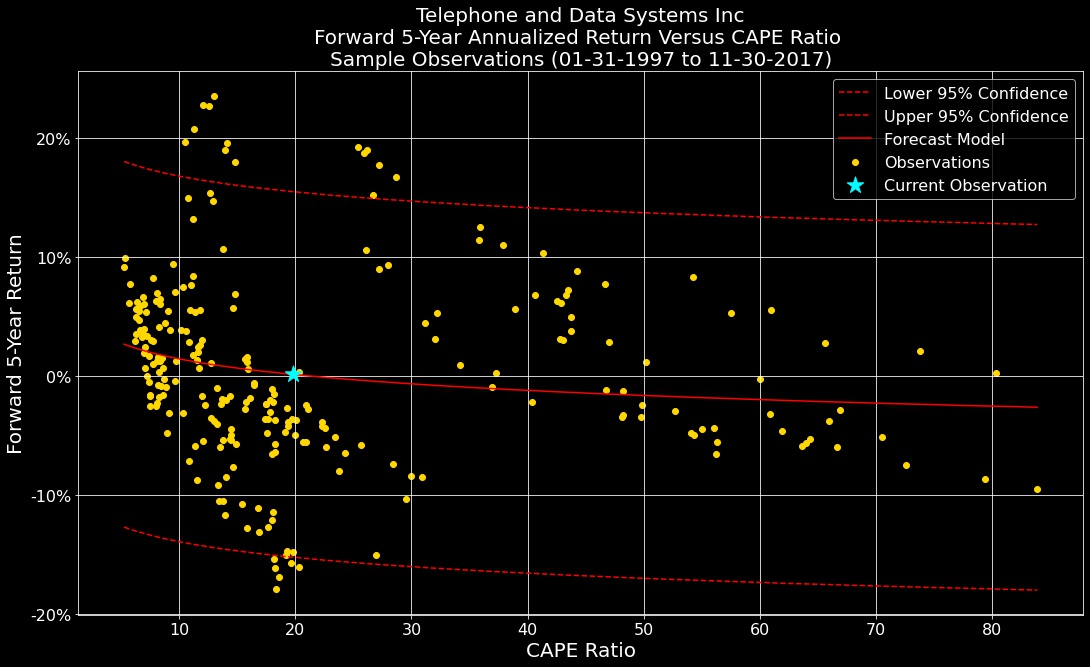 Telephone and Data Systems Inc
Forward 5-Year Annualized Return Versus CAPE Ratio
Sample Observations (01-31-1997 to 11-30-2017)
Lower 95% Confidence
Upper 95% Confidence
Forecast Model
Observations
Current Observation
Forward 5-Year Return
20%
10%
0%
-10%
-20%
10 20 30 40 50 60 70 80
CAPE Ratio